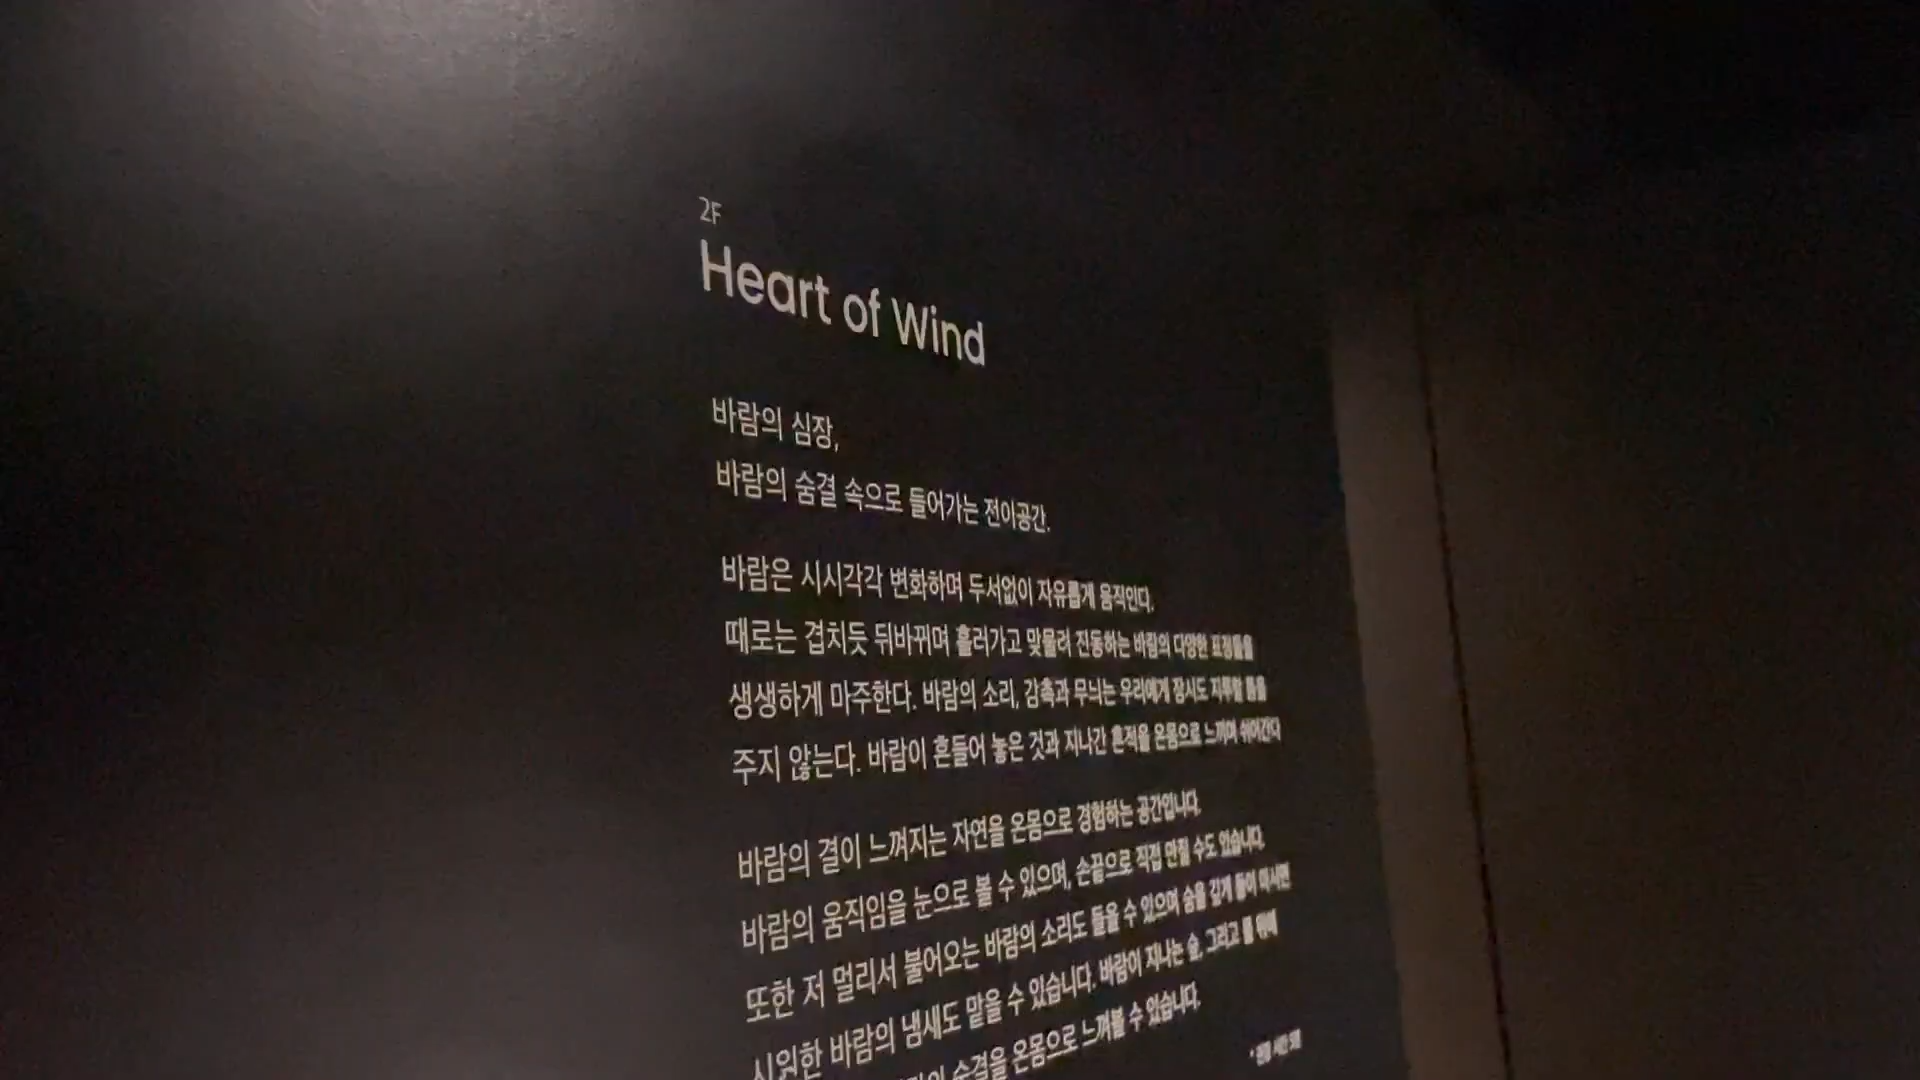 2F
Heart of Wind
바람의 심장,
바람의 숨결 속으로 들어가는 전이공간.
바람은 시시각각 변화하며 두서없이 자유롭게 움직인다.
때로는 겹치듯 뒤바뀌며 흘러가고 맞물려 진동하는 바람의 다양한 표정들을
생생하게 마주한다. 바람의 소리, 감촉과 무늬는 우리에게 잠시도 지루할 틈을
주지 않는다. 바람이 흔들어 놓은 것과 지나간 흔적을 온몸으로 느끼며 쉬어간다
바람의 결이 느껴지는 자연을 온몸으로 경험하는 공간입니다.
바람의 움직임을 눈으로 볼 수 있으며, 손끝으로 직접 만질 수도 있습니다.
또한 저 멀리서 불어오는 바람의 소리도 들을 수 있으며 숨을 깊게 들이 마시면
시원한 바람의 냄새도 맡을 수 있습니다. 바람이 지나는 숲, 그리고
숨결을 온몸으로 느껴볼 수 있습니다.